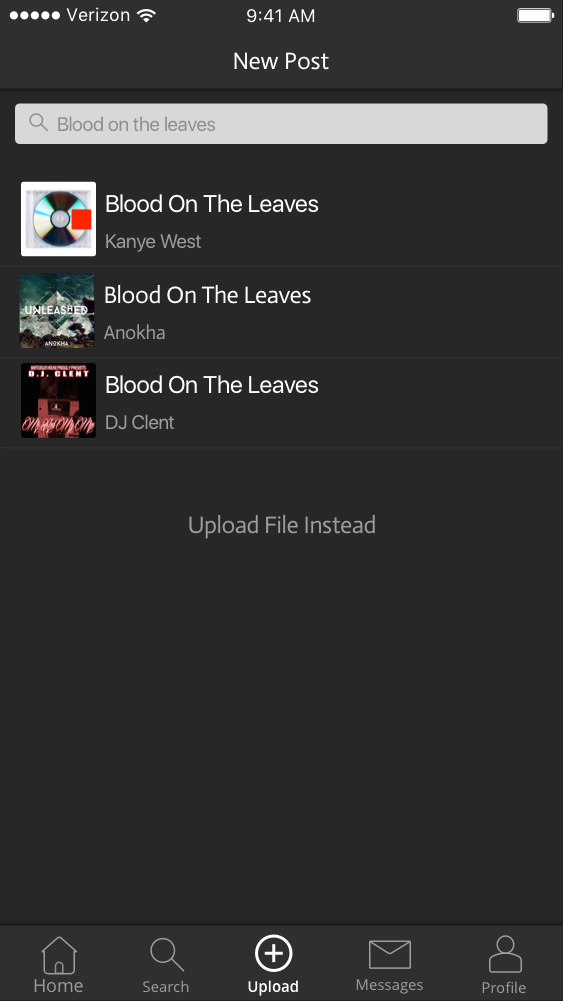 Verizon 9:41 AM
New Post
Blood on the leaves
Blood On The Leaves
Kanye West
UNLEASHED
ANOKHA
Blood On The Leaves
Anokha
D.J. CLENT
Blood On The Leaves
DJ Clent
Upload File Instead
Home Search Upload Messages Profile